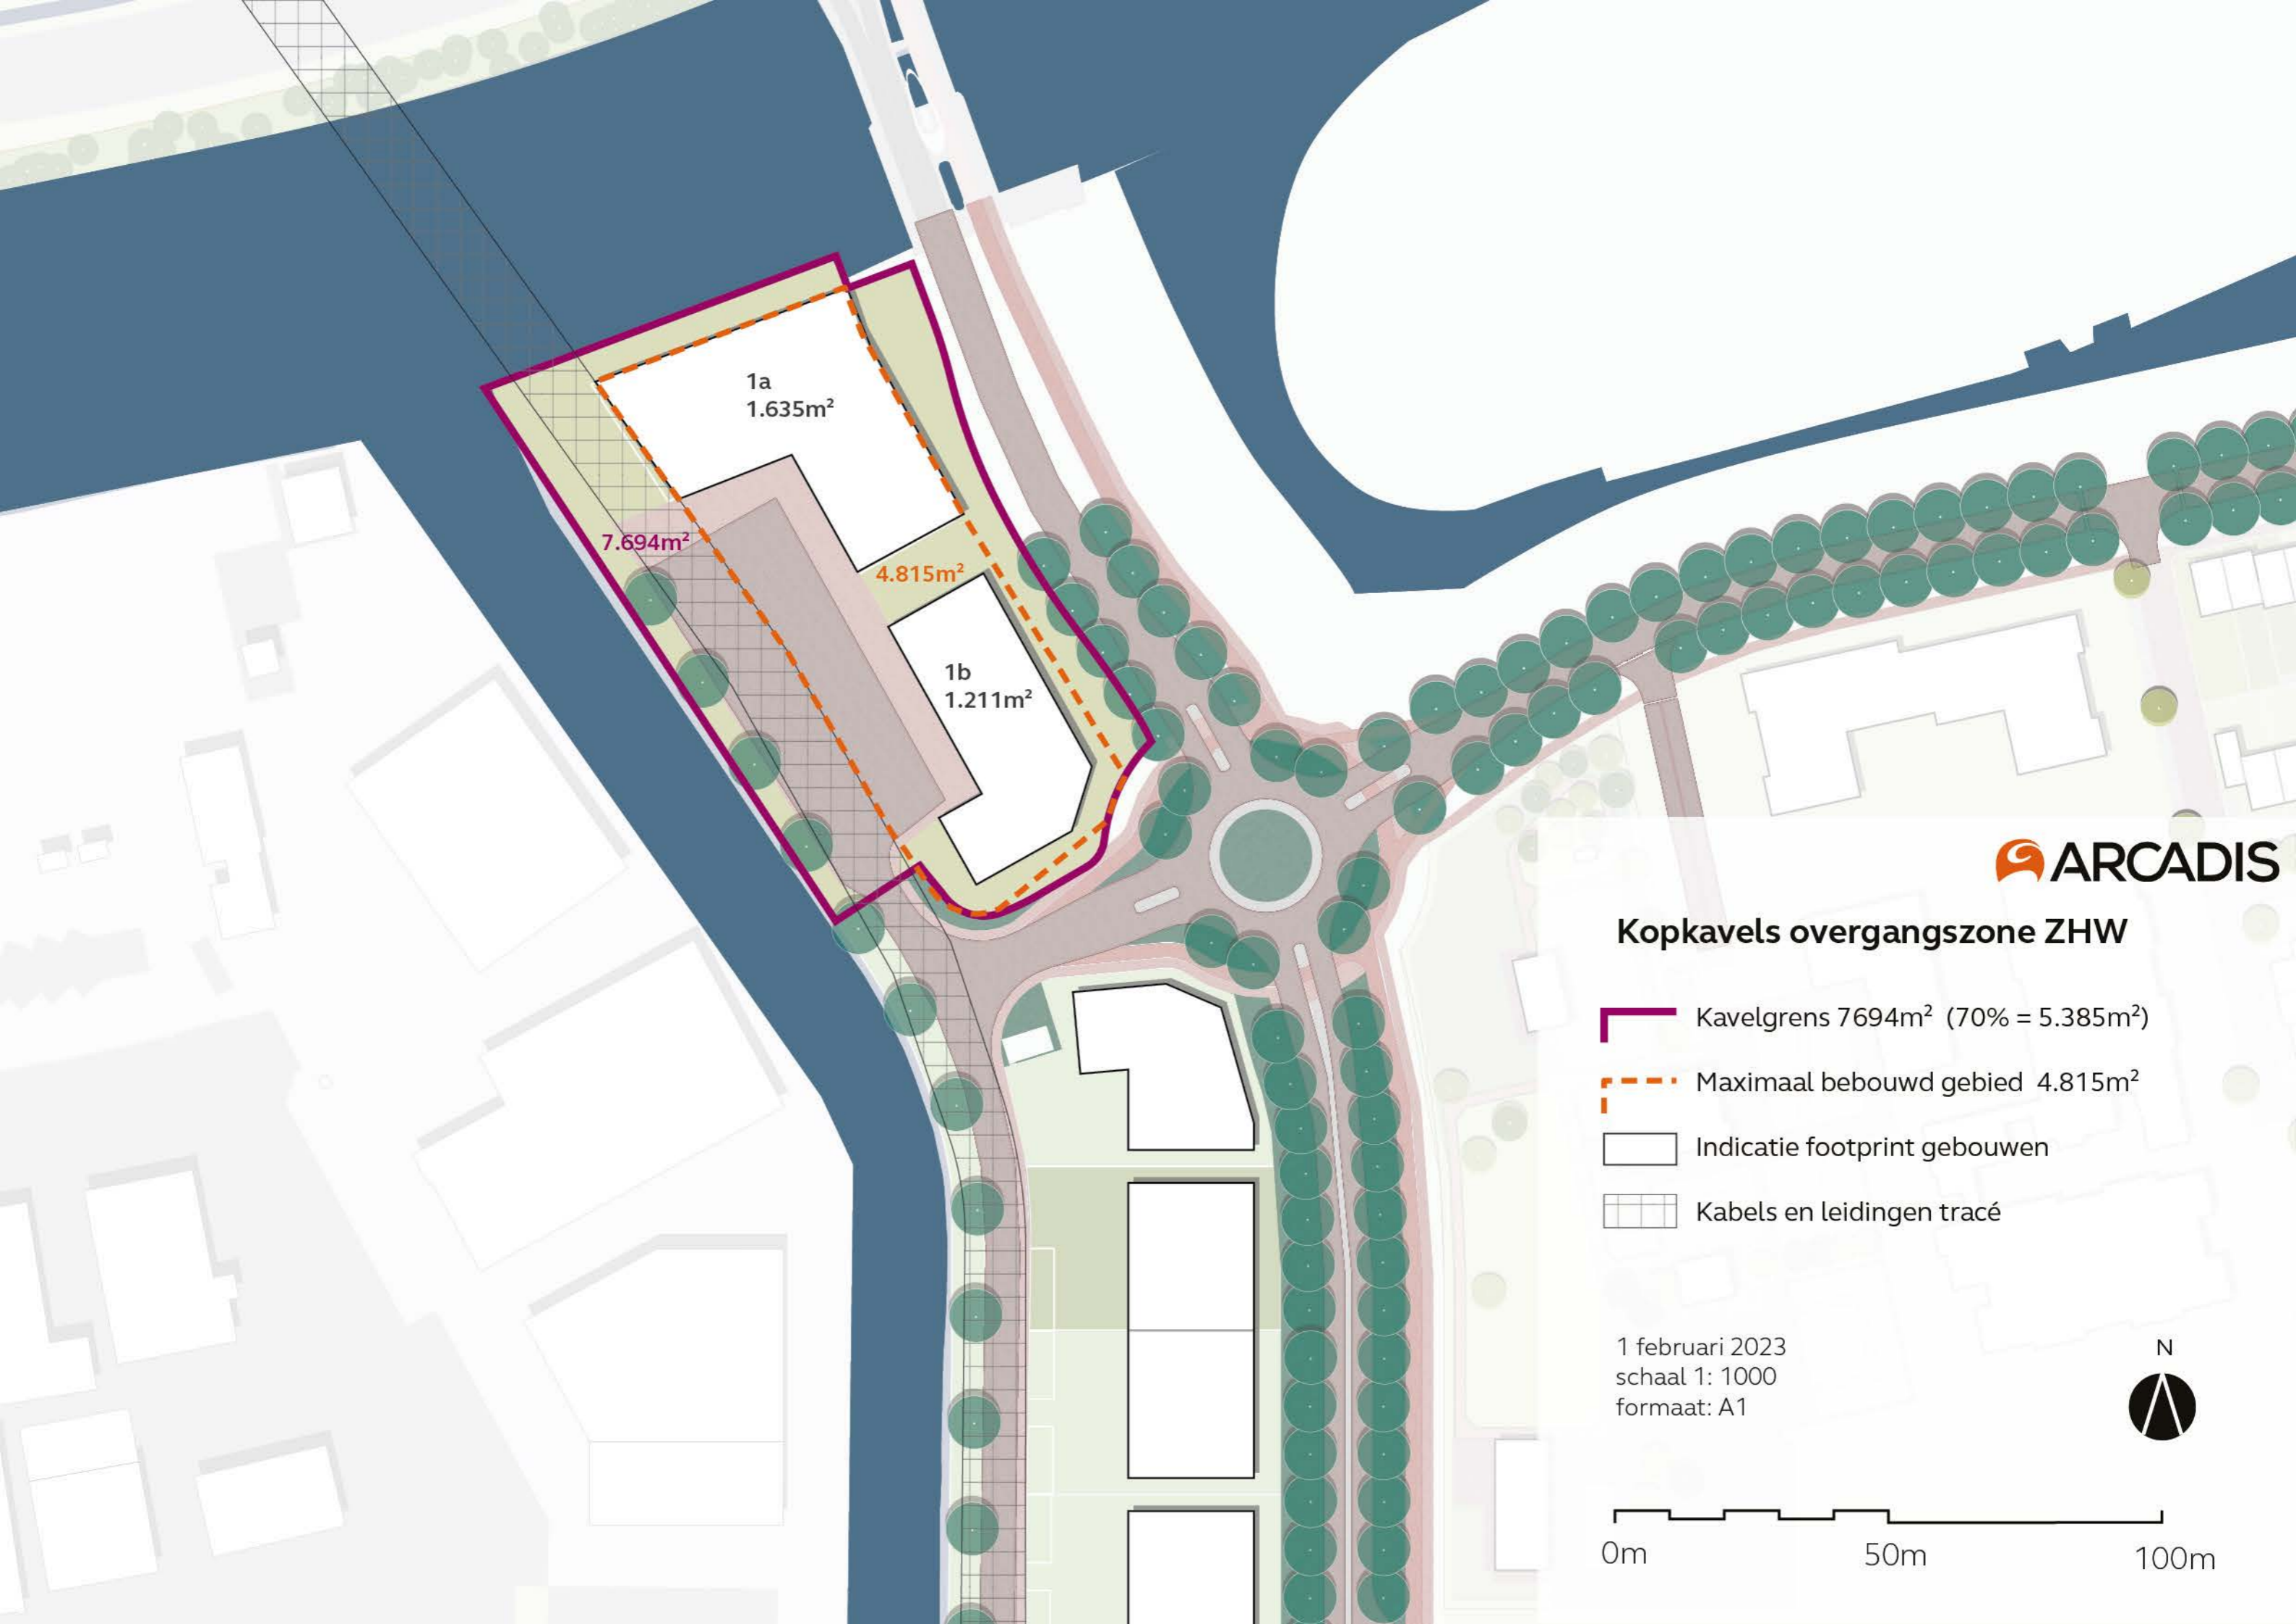 1a
1.635m²
7.694m²
4.815m²
1b
1.211m²
ARCADIS
Kopkavels overgangszone ZHW
Kavelgrens 7694m² (70% = 5.385m²)
Maximaal bebouwd gebied 4.815m²
Indicatie footprint gebouwen
Kabels en leidingen tracé
1 februari 2023
schaal 1: 1000
formaat: A1
N
0m 50m 100m